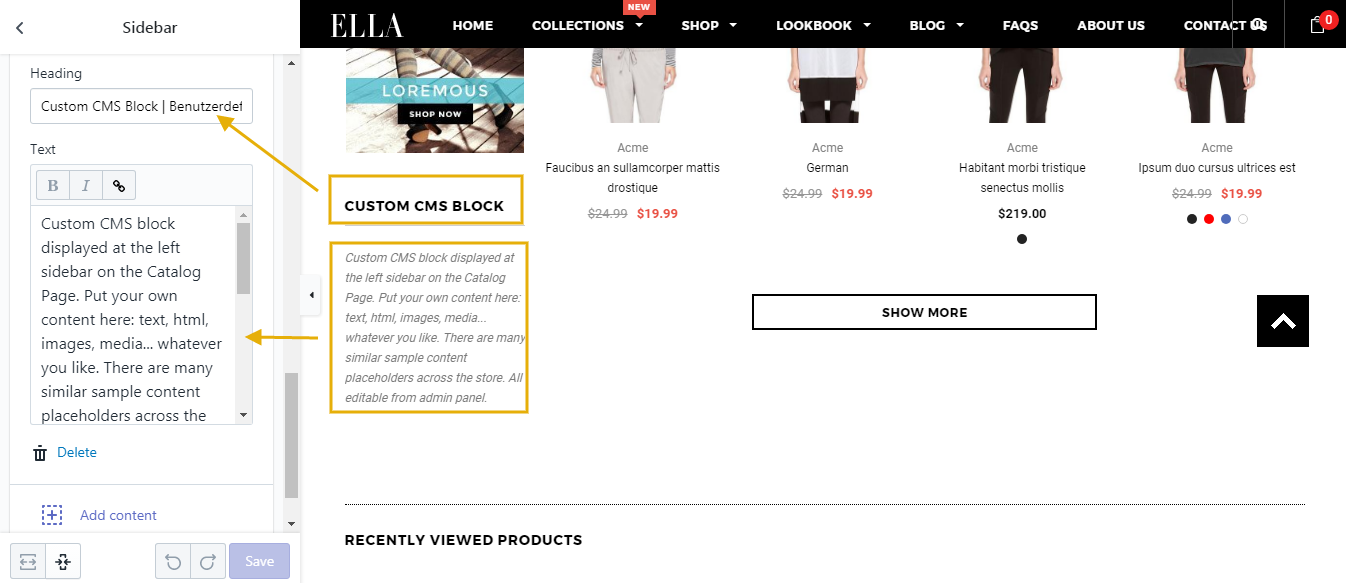 Sidebar
Heading
Custom CMS Block | Benutzerdef
Text
B I
Custom CMS block
displayed at the left
sidebar on the Catalog
Page. Put your own
content here: text, html,
images, media... whatever
you like. There are many
similar sample content
placeholders across the
Delete
Add content
Save
ELLA
HOME
COLLECTIONS
NEW
SHOP
LOOKBOOK
BLOG
FAQS
ABOUT US
CONTACT US
0
LOREMOUS
SHOP NOW
CUSTOM CMS BLOCK
Custom CMS block displayed at
the left sidebar on the Catalog
Page. Put your own content here:
text, html, images, media...
whatever you like. There are many
similar sample content
placeholders across the store. All
editable from admin panel.
Acme
Faucibus an sullamcorper mattis
drostique
$24.99 $19.99
Acme
German
$24.99 $19.99
Acme
Habitant morbi tristique
senectus mollis
$219.00
Acme
Ipsum duo cursus ultrices est
$24.99 $19.99
SHOW MORE
RECENTLY VIEWED PRODUCTS